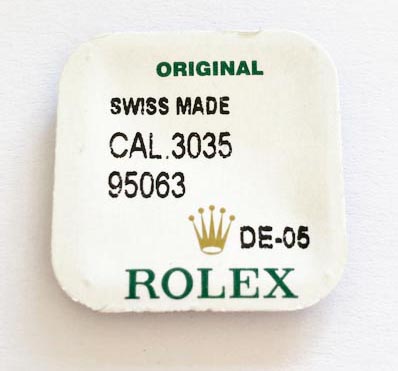 ORIGINAL
SWISS MADE
CAL.3035
95063
DE-05
ROLEX